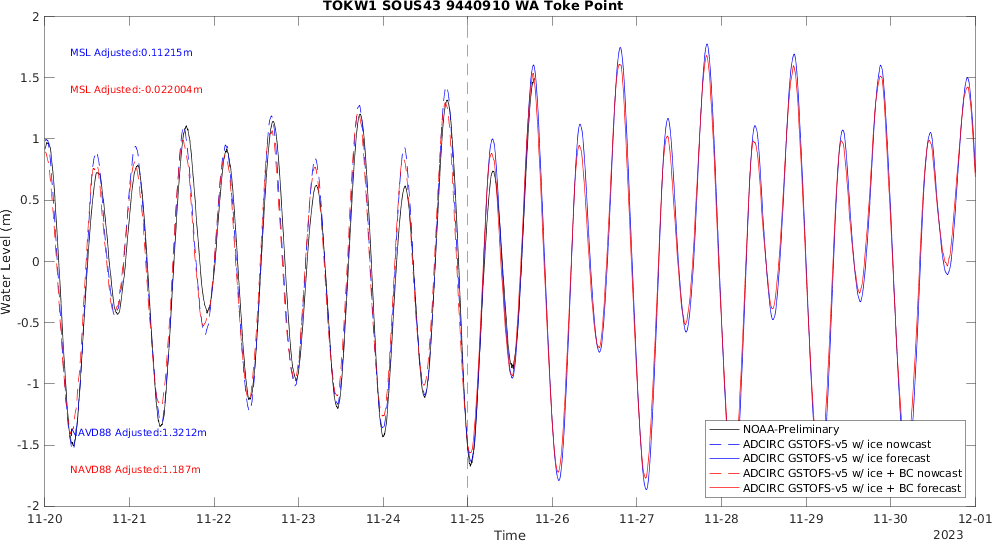 TOKW1 SOUS43 9440910 WA Toke Point
2
1.5
1
0.5
0
-0.5
-1
-1.5
-2
Water Level (m)
MSL Adjusted:0.11215m
MSL Adjusted:-0.022004m
NAVD88 Adjusted:1.3212m
NAVD88 Adjusted:1.187m
NOAA-Preliminary
ADCIRC GSTOFS-v5 w/ ice nowcast
ADCIRC GSTOFS-v5 w/ ice forecast
ADCIRC GSTOFS-v5 w/ ice + BC nowcast
ADCIRC GSTOFS-v5 w/ ice + BC forecast
11-20 11-21 11-22 11-23 11-24 11-25 11-26 11-27 11-28 11-29 11-30 12-01
Time
2023